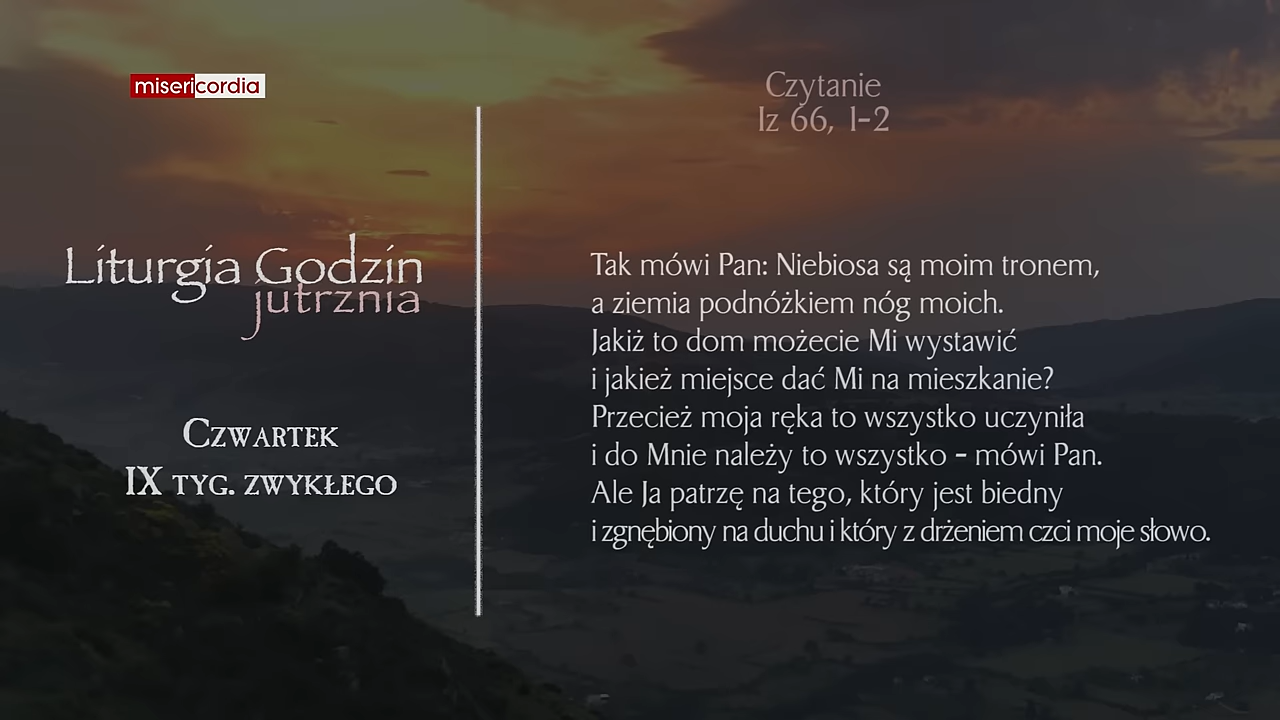 misericordia
Liturgia Godzin
jutrznia
Czwartek
IX tyg. zwykłego
Czytanie
Iz 66, 1-2
Tak mówi Pan: Niebiosa są moim tronem,
a ziemia podnóżkiem nóg moich.
Jakiż to dom możecie Mi wystawić
i jakież miejsce dać Mi na mieszkanie?
Przecież moja ręka to wszystko uczyniła
i do Mnie należy to wszystko - mówi Pan.
Ale Ja patrzę na tego, który jest biedny
i zgnębiony na duchu i który z drżeniem czci moje słowo.